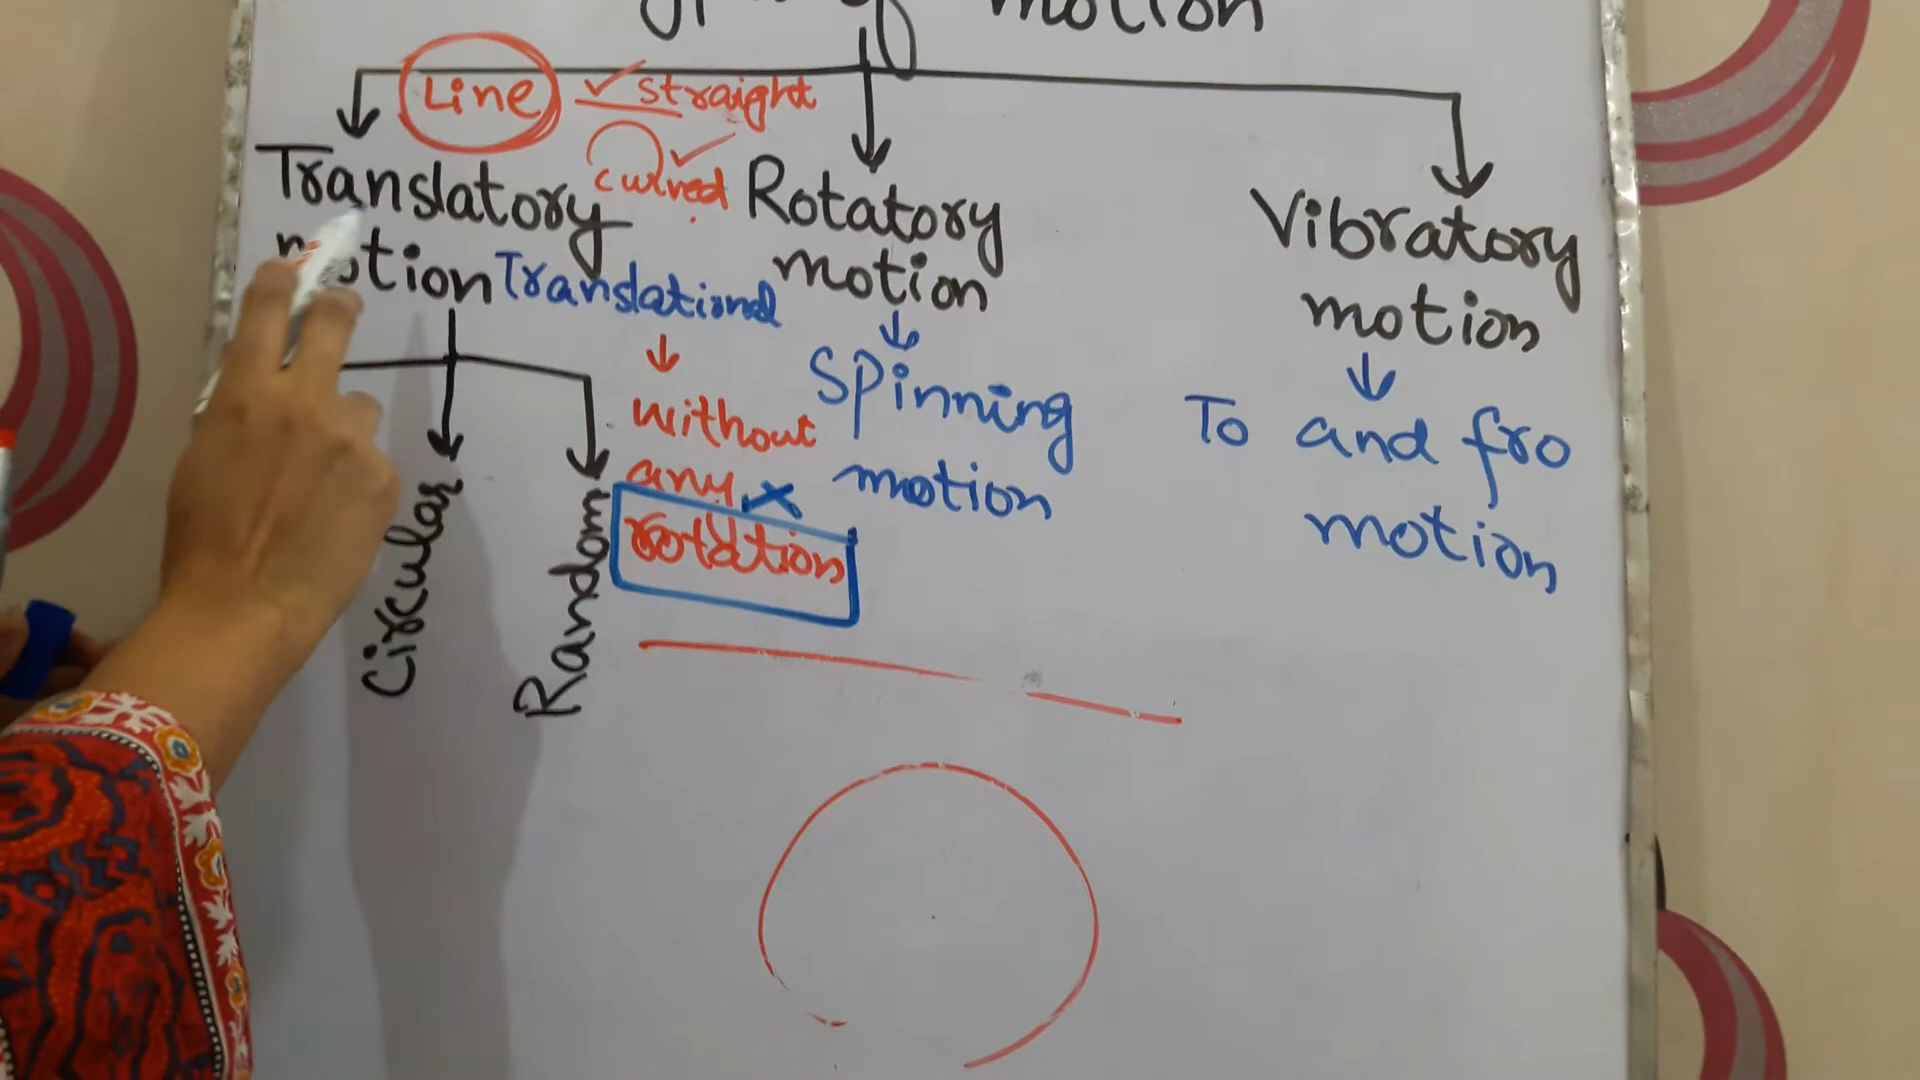 motion
Line straight
curved
Translatory
motion
Translational
without
any
rotation
Circular
Random
Rotatory
motion
Spinning
motion
Vibratory
motion
To and fro
motion